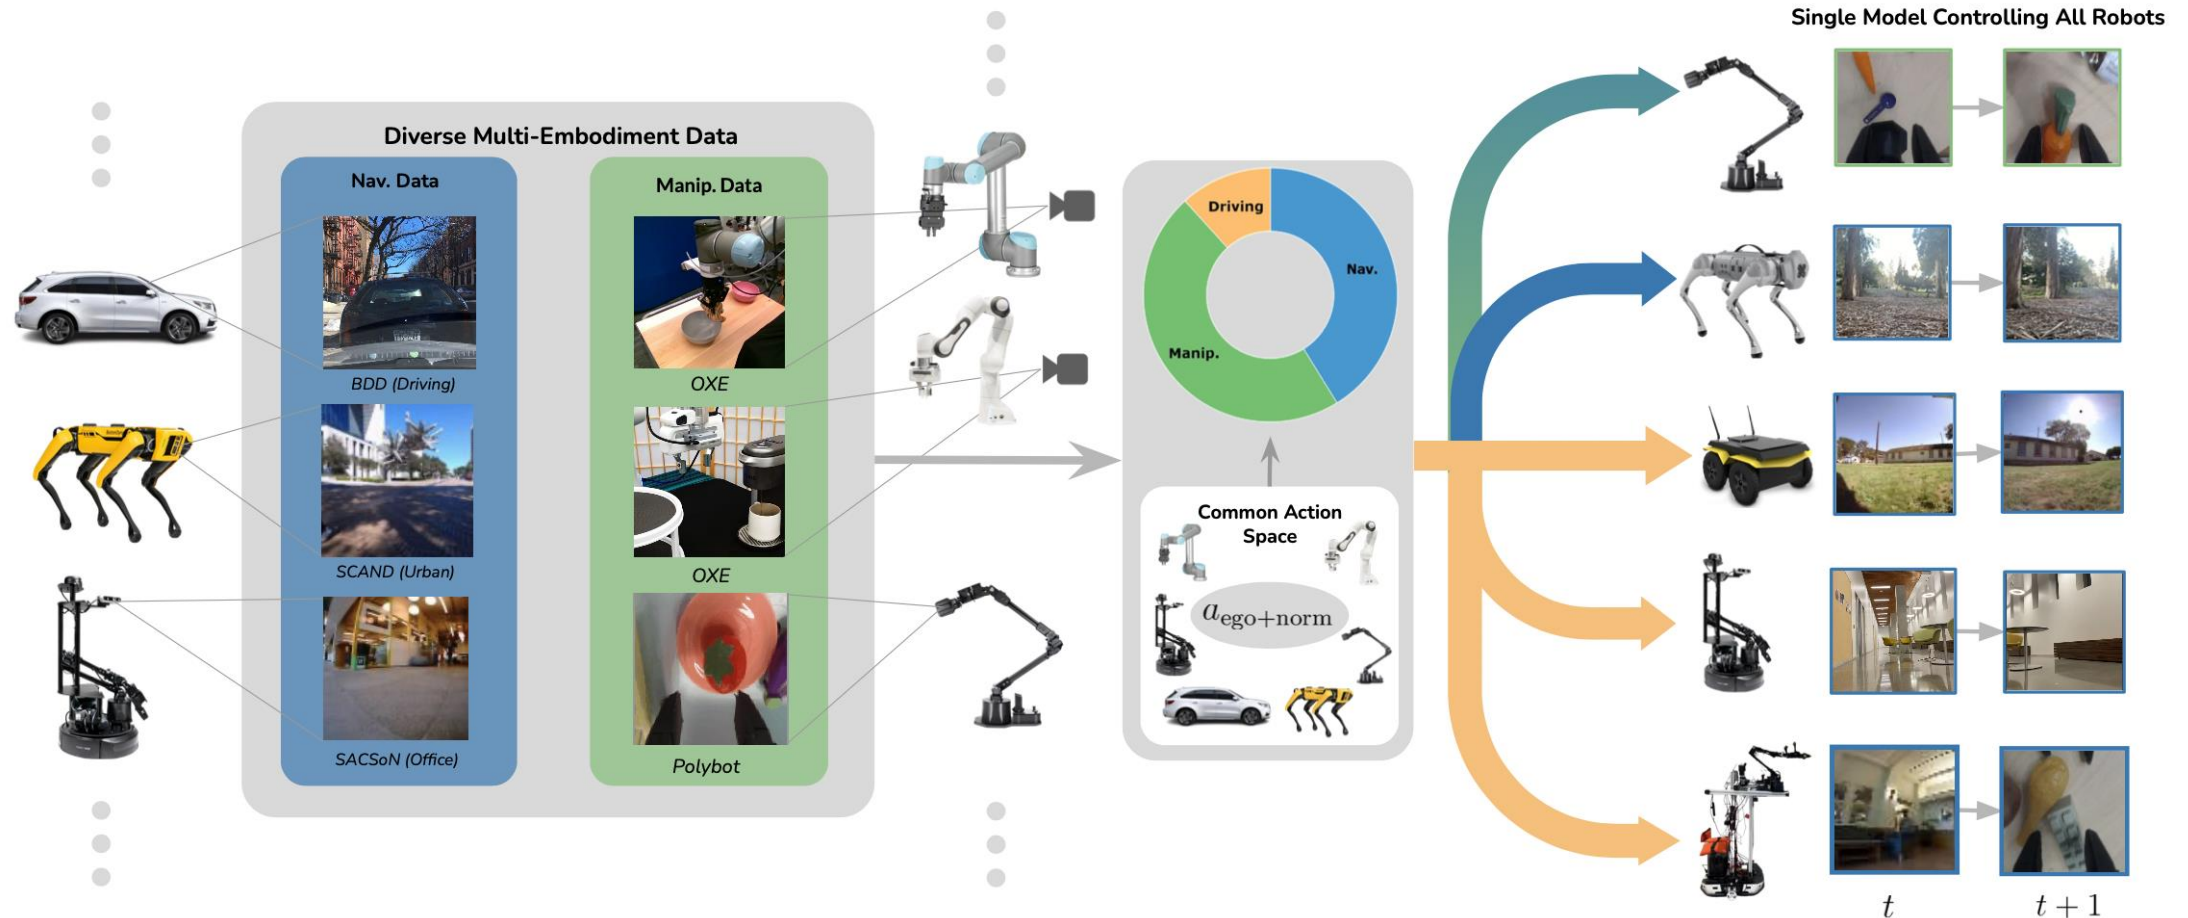 Single Model Controlling All Robots
Diverse Multi-Embodiment Data
Nav. Data
Manip. Data
BDD (Driving)
OXE
SCAND (Urban)
OXE
SACSoN (Office)
Polybot
Driving
Nav.
Manip.
Common Action
Space
a_ego+norm
t
t + 1